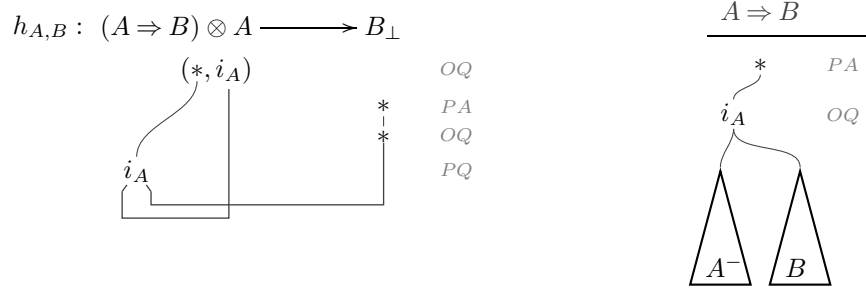 h_{A,B} : (A ⇒ B) ⊗ A ⟶ B_⊥
(*, i_A) OQ
* PA
* OQ
i_A PQ
A ⇒ B
* PA
i_A OQ
A⁻ B